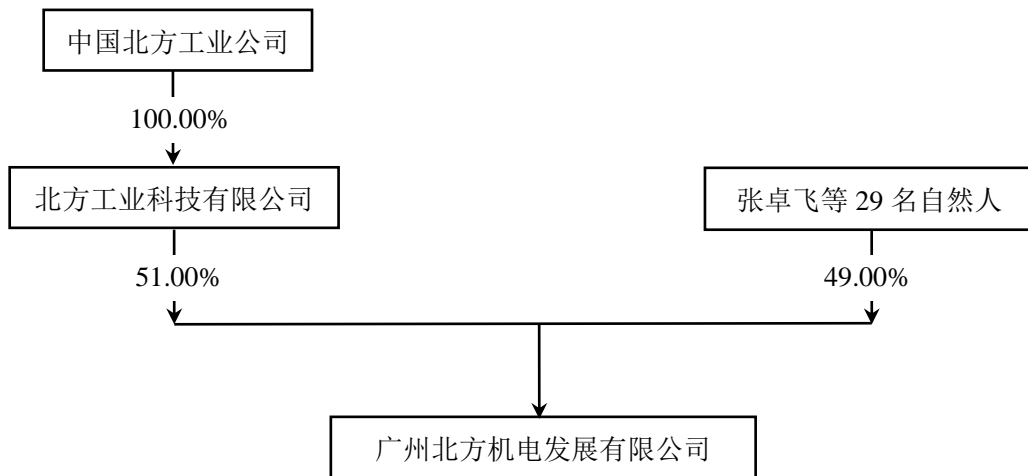 中国北方工业公司
100.00%
北方工业科技有限公司
张卓飞等 29 名自然人
51.00%
49.00%
广州北方机电发展有限公司